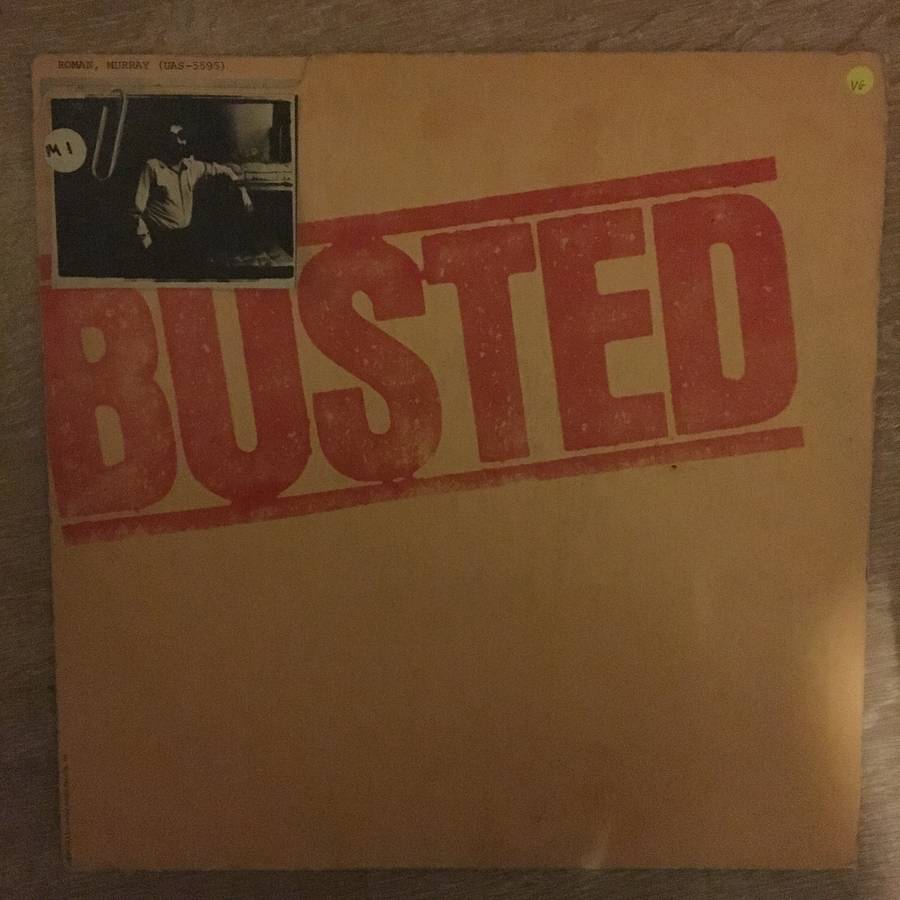 ROMAN, MURRAY (UAS-5595)
VG
M1
BUSTED